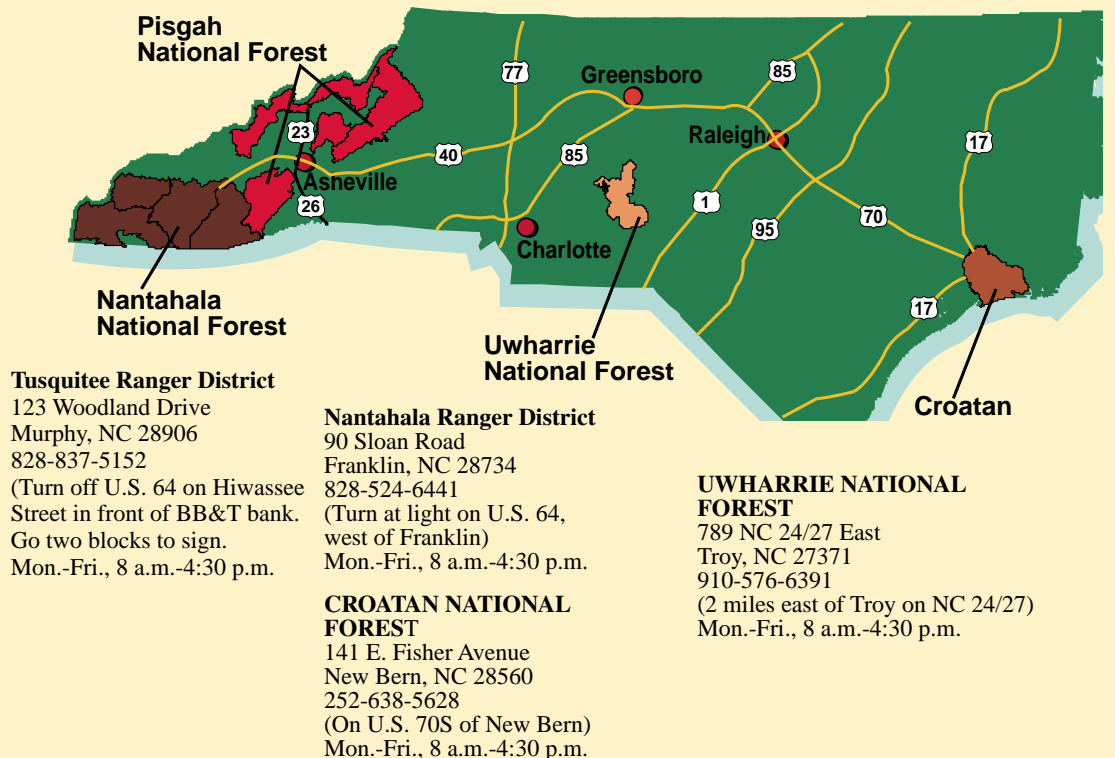 Pisgah
National Forest
77
85
Greensboro
23
Raleigh
17
40
85
Asneville
26
1
95
70
Charlotte
17
Nantahala
National Forest
Uwharrie
National Forest
Croatan
Tusquitee Ranger District
123 Woodland Drive
Murphy, NC 28906
828-837-5152
(Turn off U.S. 64 on Hiwassee
Street in front of BB&T bank.
Go two blocks to sign.
Mon.-Fri., 8 a.m.-4:30 p.m.
Nantahala Ranger District
90 Sloan Road
Franklin, NC 28734
828-524-6441
(Turn at light on U.S. 64,
west of Franklin)
Mon.-Fri., 8 a.m.-4:30 p.m.
CROATAN NATIONAL
FOREST
141 E. Fisher Avenue
New Bern, NC 28560
252-638-5628
(On U.S. 70S of New Bern)
Mon.-Fri., 8 a.m.-4:30 p.m.
UWHARRIE NATIONAL
FOREST
789 NC 24/27 East
Troy, NC 27371
910-576-6391
(2 miles east of Troy on NC 24/27)
Mon.-Fri., 8 a.m.-4:30 p.m.